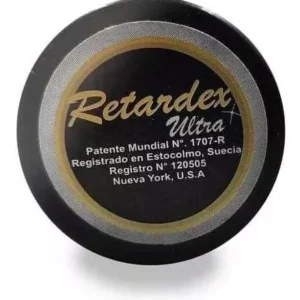 Retardex
Ultra
Patente Mundial N°. 1707-R
Registrado en Estocolmo, Suecia
Registro N° 120505
Nueva York, U.S.A